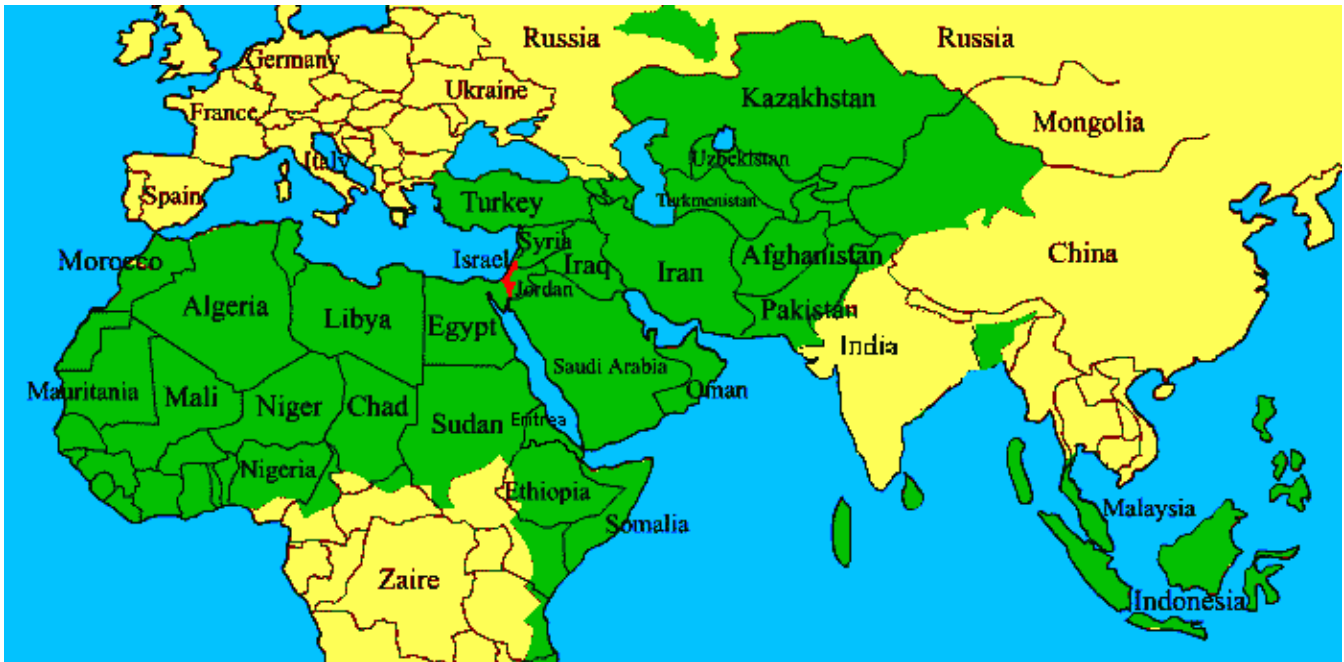 Russia
Russia
Germany
Ukraine
Kazakhstan
France
Mongolia
Italy
Uzbekistan
Spain
Turkey
Turkmenistan
Morocco
Syria
Israel
Iraq
Iran
Afghanistan
China
Jordan
Algeria
Libya
Egypt
Pakistan
India
Mauritania
Mali
Niger
Chad
Saudi Arabia
Oman
Sudan
Eritrea
Nigeria
Ethiopia
Somalia
Malaysia
Zaire
Indonesia